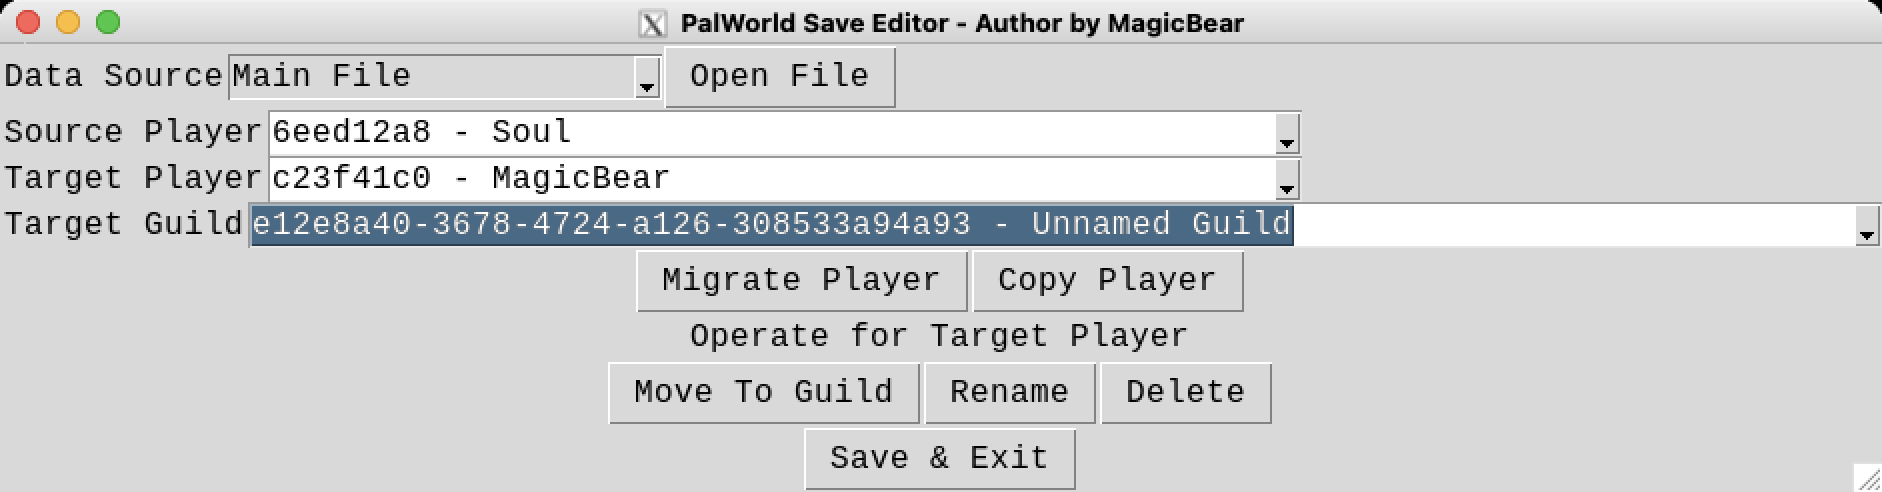 PalWorld Save Editor - Author by MagicBear
Data Source Main File Open File
Source Player 6eed12a8 - Soul
Target Player c23f41c0 - MagicBear
Target Guild e12e8a40-3678-4724-a126-308533a94a93 - Unnamed Guild
Migrate Player Copy Player
Operate for Target Player
Move To Guild Rename Delete
Save & Exit